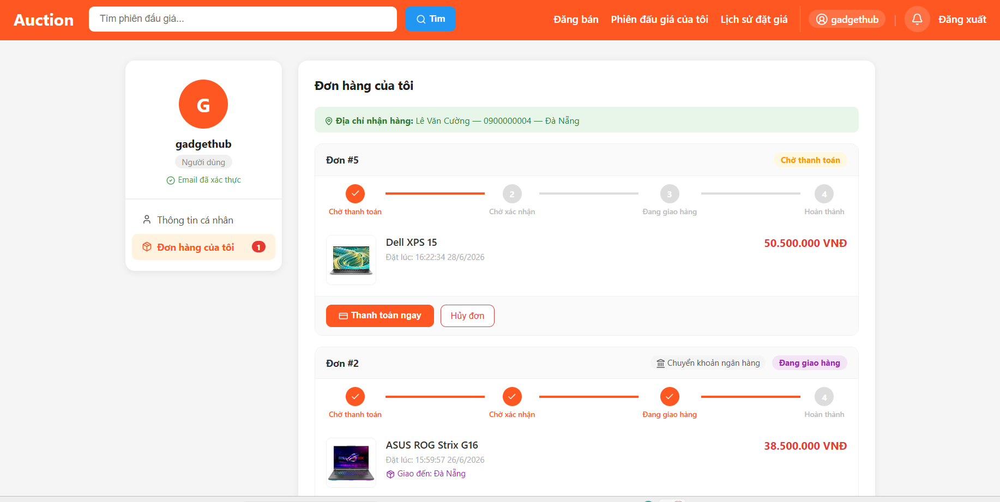 Auction
Tìm phiên đấu giá...
Tìm
Đăng bán
Phiên đấu giá của tôi
Lịch sử đặt giá
gadgethub
Đăng xuất
G
gadgethub
Người dùng
Email đã xác thực
Thông tin cá nhân
Đơn hàng của tôi 1
Đơn hàng của tôi
Địa chỉ nhận hàng: Lê Văn Cường — 0900000004 — Đà Nẵng
Đơn #5
Chờ thanh toán
2 3 4
Chờ thanh toán Chờ xác nhận Đang giao hàng Hoàn thành
Dell XPS 15
50.500.000 VNĐ
Đặt lúc: 16:22:34 28/6/2026
Thanh toán ngay
Hủy đơn
Đơn #2
Chuyển khoản ngân hàng
Đang giao hàng
4
Chờ thanh toán Chờ xác nhận Đang giao hàng Hoàn thành
ASUS ROG Strix G16
38.500.000 VNĐ
Đặt lúc: 15:59:57 26/6/2026
Giao đến: Đà Nẵng